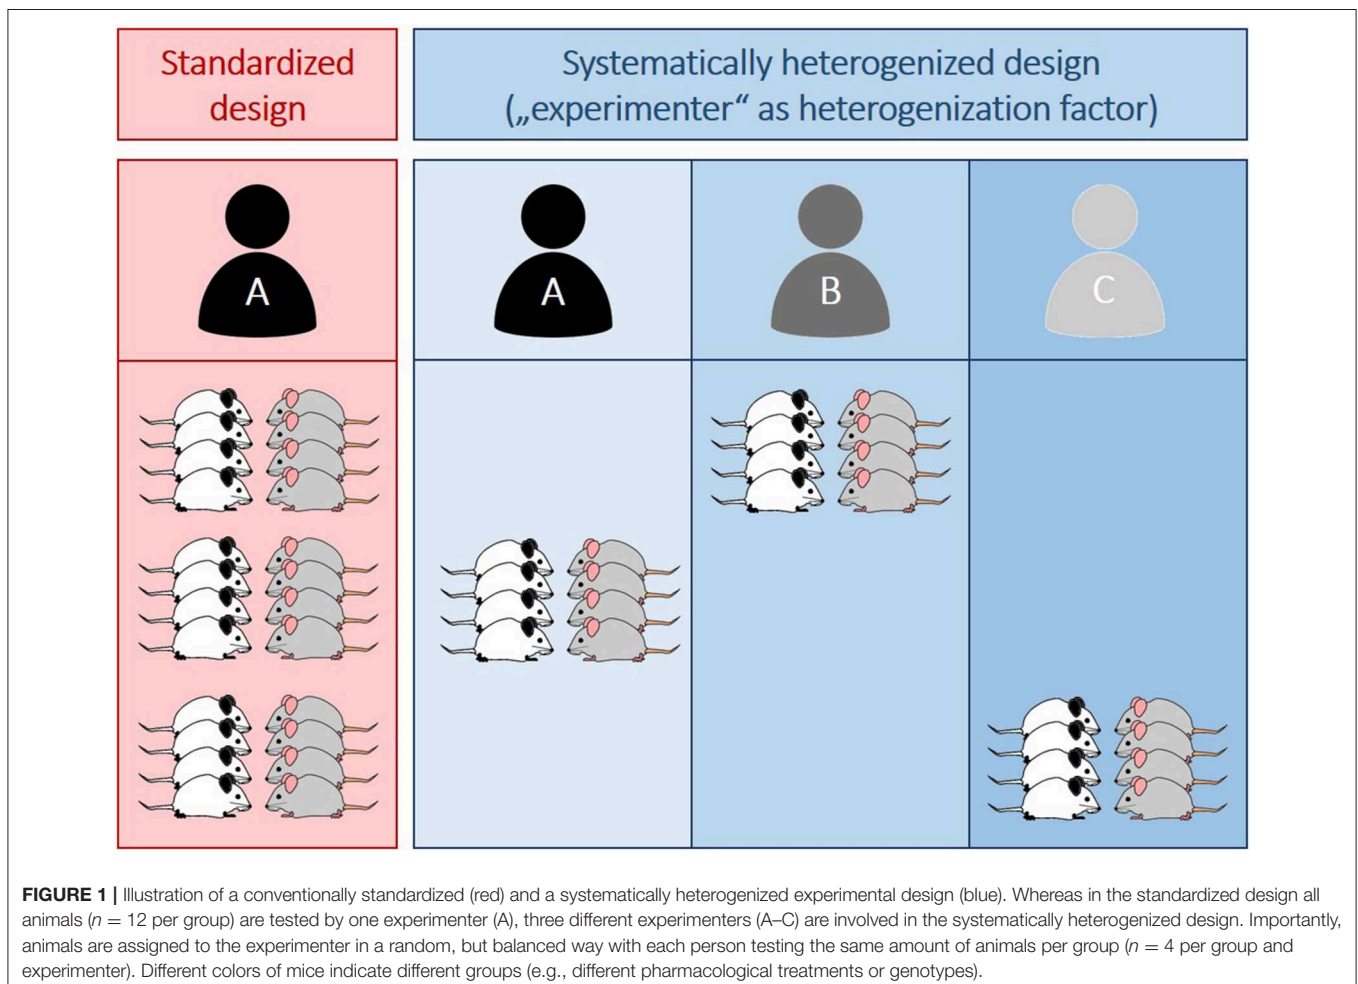 Standardized
design
Systematically heterogenized design
(„experimenter“ as heterogenization factor)
A
A
B
C
FIGURE 1 | Illustration of a conventionally standardized (red) and a systematically heterogenized experimental design (blue). Whereas in the standardized design all
animals (n = 12 per group) are tested by one experimenter (A), three different experimenters (A–C) are involved in the systematically heterogenized design. Importantly,
animals are assigned to the experimenter in a random, but balanced way with each person testing the same amount of animals per group (n = 4 per group and
experimenter). Different colors of mice indicate different groups (e.g., different pharmacological treatments or genotypes).